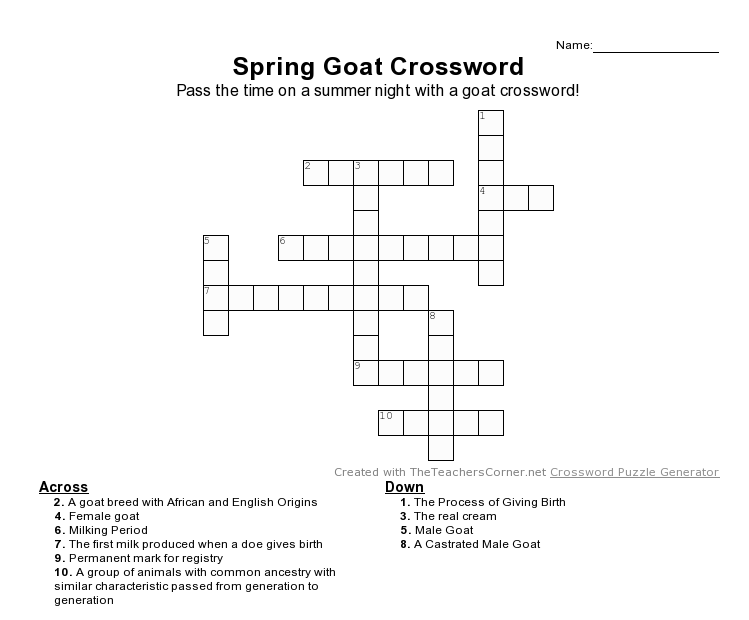 Name:
Spring Goat Crossword
Pass the time on a summer night with a goat crossword!
1
2 3
4
5 6
7
8
9
10
Created with TheTeachersCorner.net Crossword Puzzle Generator
Across
2. A goat breed with African and English Origins
4. Female goat
6. Milking Period
7. The first milk produced when a doe gives birth
9. Permanent mark for registry
10. A group of animals with common ancestry with
similar characteristic passed from generation to
generation
Down
1. The Process of Giving Birth
3. The real cream
5. Male Goat
8. A Castrated Male Goat